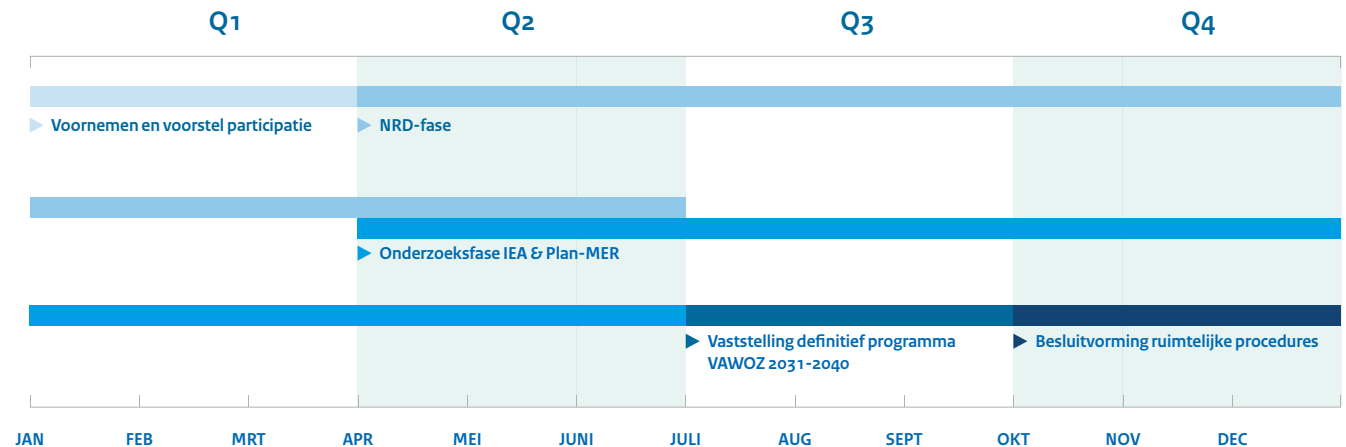 Q1 Q2 Q3 Q4
Voornemen en voorstel participatie
NRD-fase
Onderzoeksfase IEA & Plan-MER
Vaststelling definitief programma
VAWOZ 2031-2040
Besluitvorming ruimtelijke procedures
JAN FEB MRT APR MEI JUNI JULI AUG SEPT OKT NOV DEC